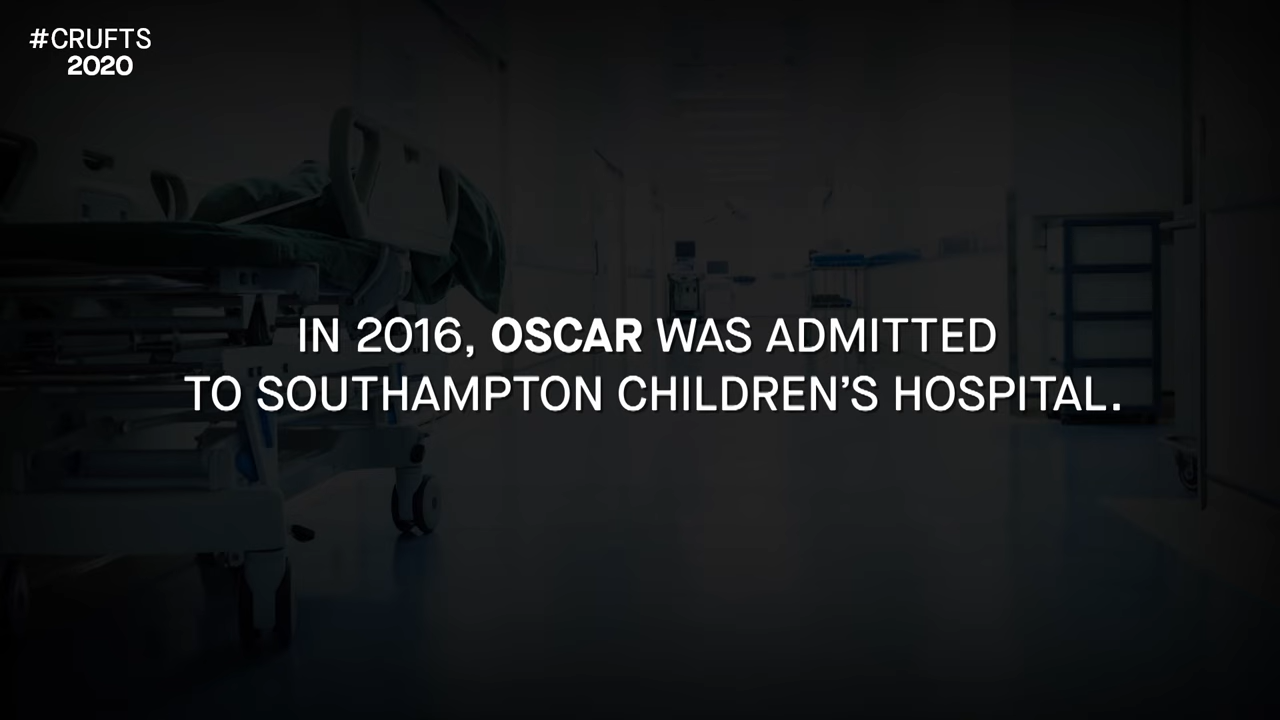 #CRUFTS
2020
IN 2016, OSCAR WAS ADMITTED
TO SOUTHAMPTON CHILDREN’S HOSPITAL.